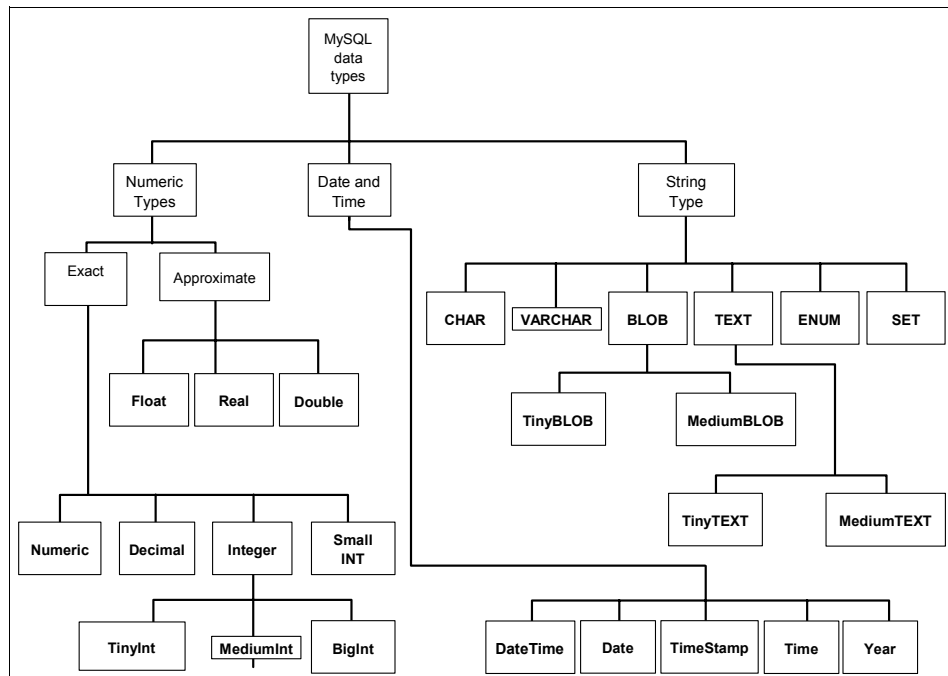 MySQL
data
types
Numeric
Types
Date and
Time
String
Type
Exact
Approximate
CHAR
VARCHAR
BLOB
TEXT
ENUM
SET
Float
Real
Double
TinyBLOB
MediumBLOB
TinyTEXT
MediumTEXT
Numeric
Decimal
Integer
Small
INT
TinyInt
MediumInt
BigInt
DateTime
Date
TimeStamp
Time
Year